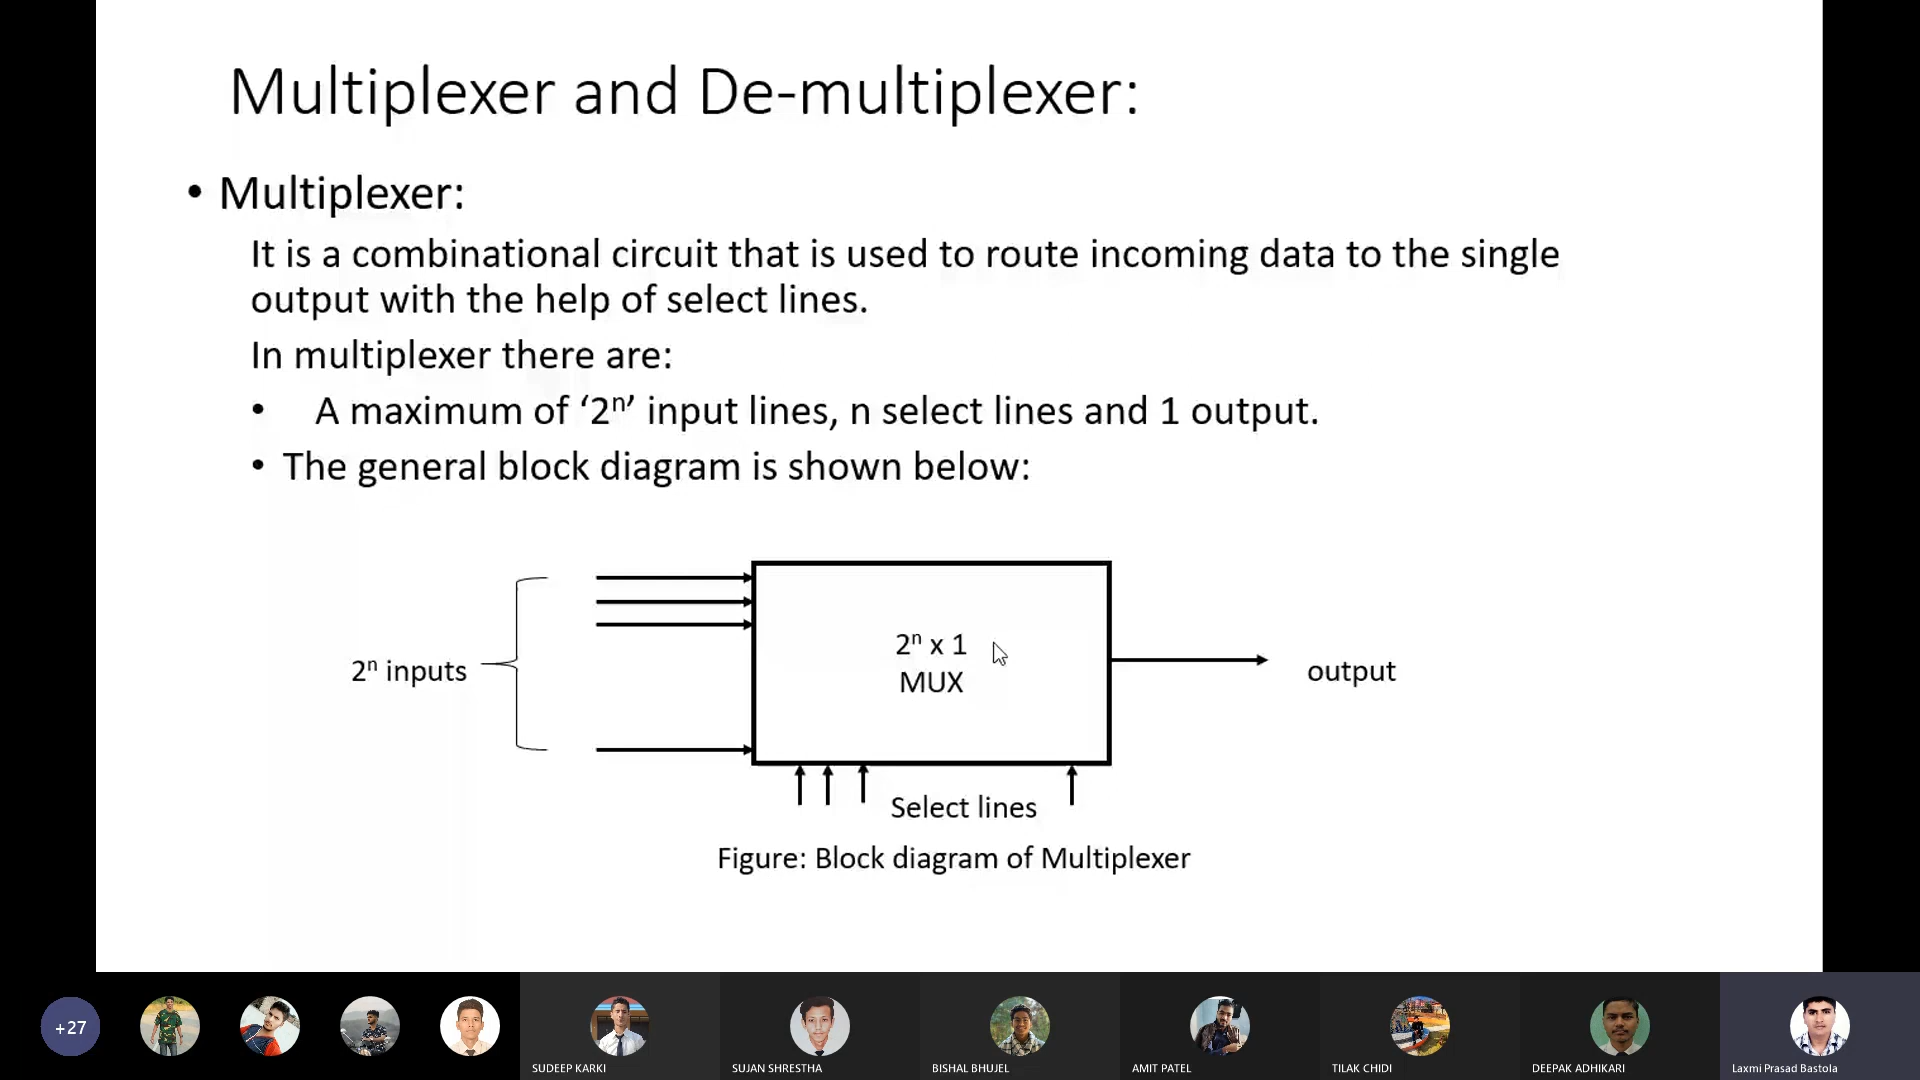 Multiplexer and De-multiplexer:
• Multiplexer:
It is a combinational circuit that is used to route incoming data to the single
output with the help of select lines.
In multiplexer there are:
• A maximum of ‘2ⁿ’ input lines, n select lines and 1 output.
• The general block diagram is shown below:
2ⁿ x 1
MUX
2ⁿ inputs
output
Select lines
Figure: Block diagram of Multiplexer
+27
SUDEEP KARKI
SUJAN SHRESTHA
BISHAL BHUJEL
AMIT PATEL
TILAK CHIDI
DEEPAK ADHIKARI
Laxmi Prasad Bastola